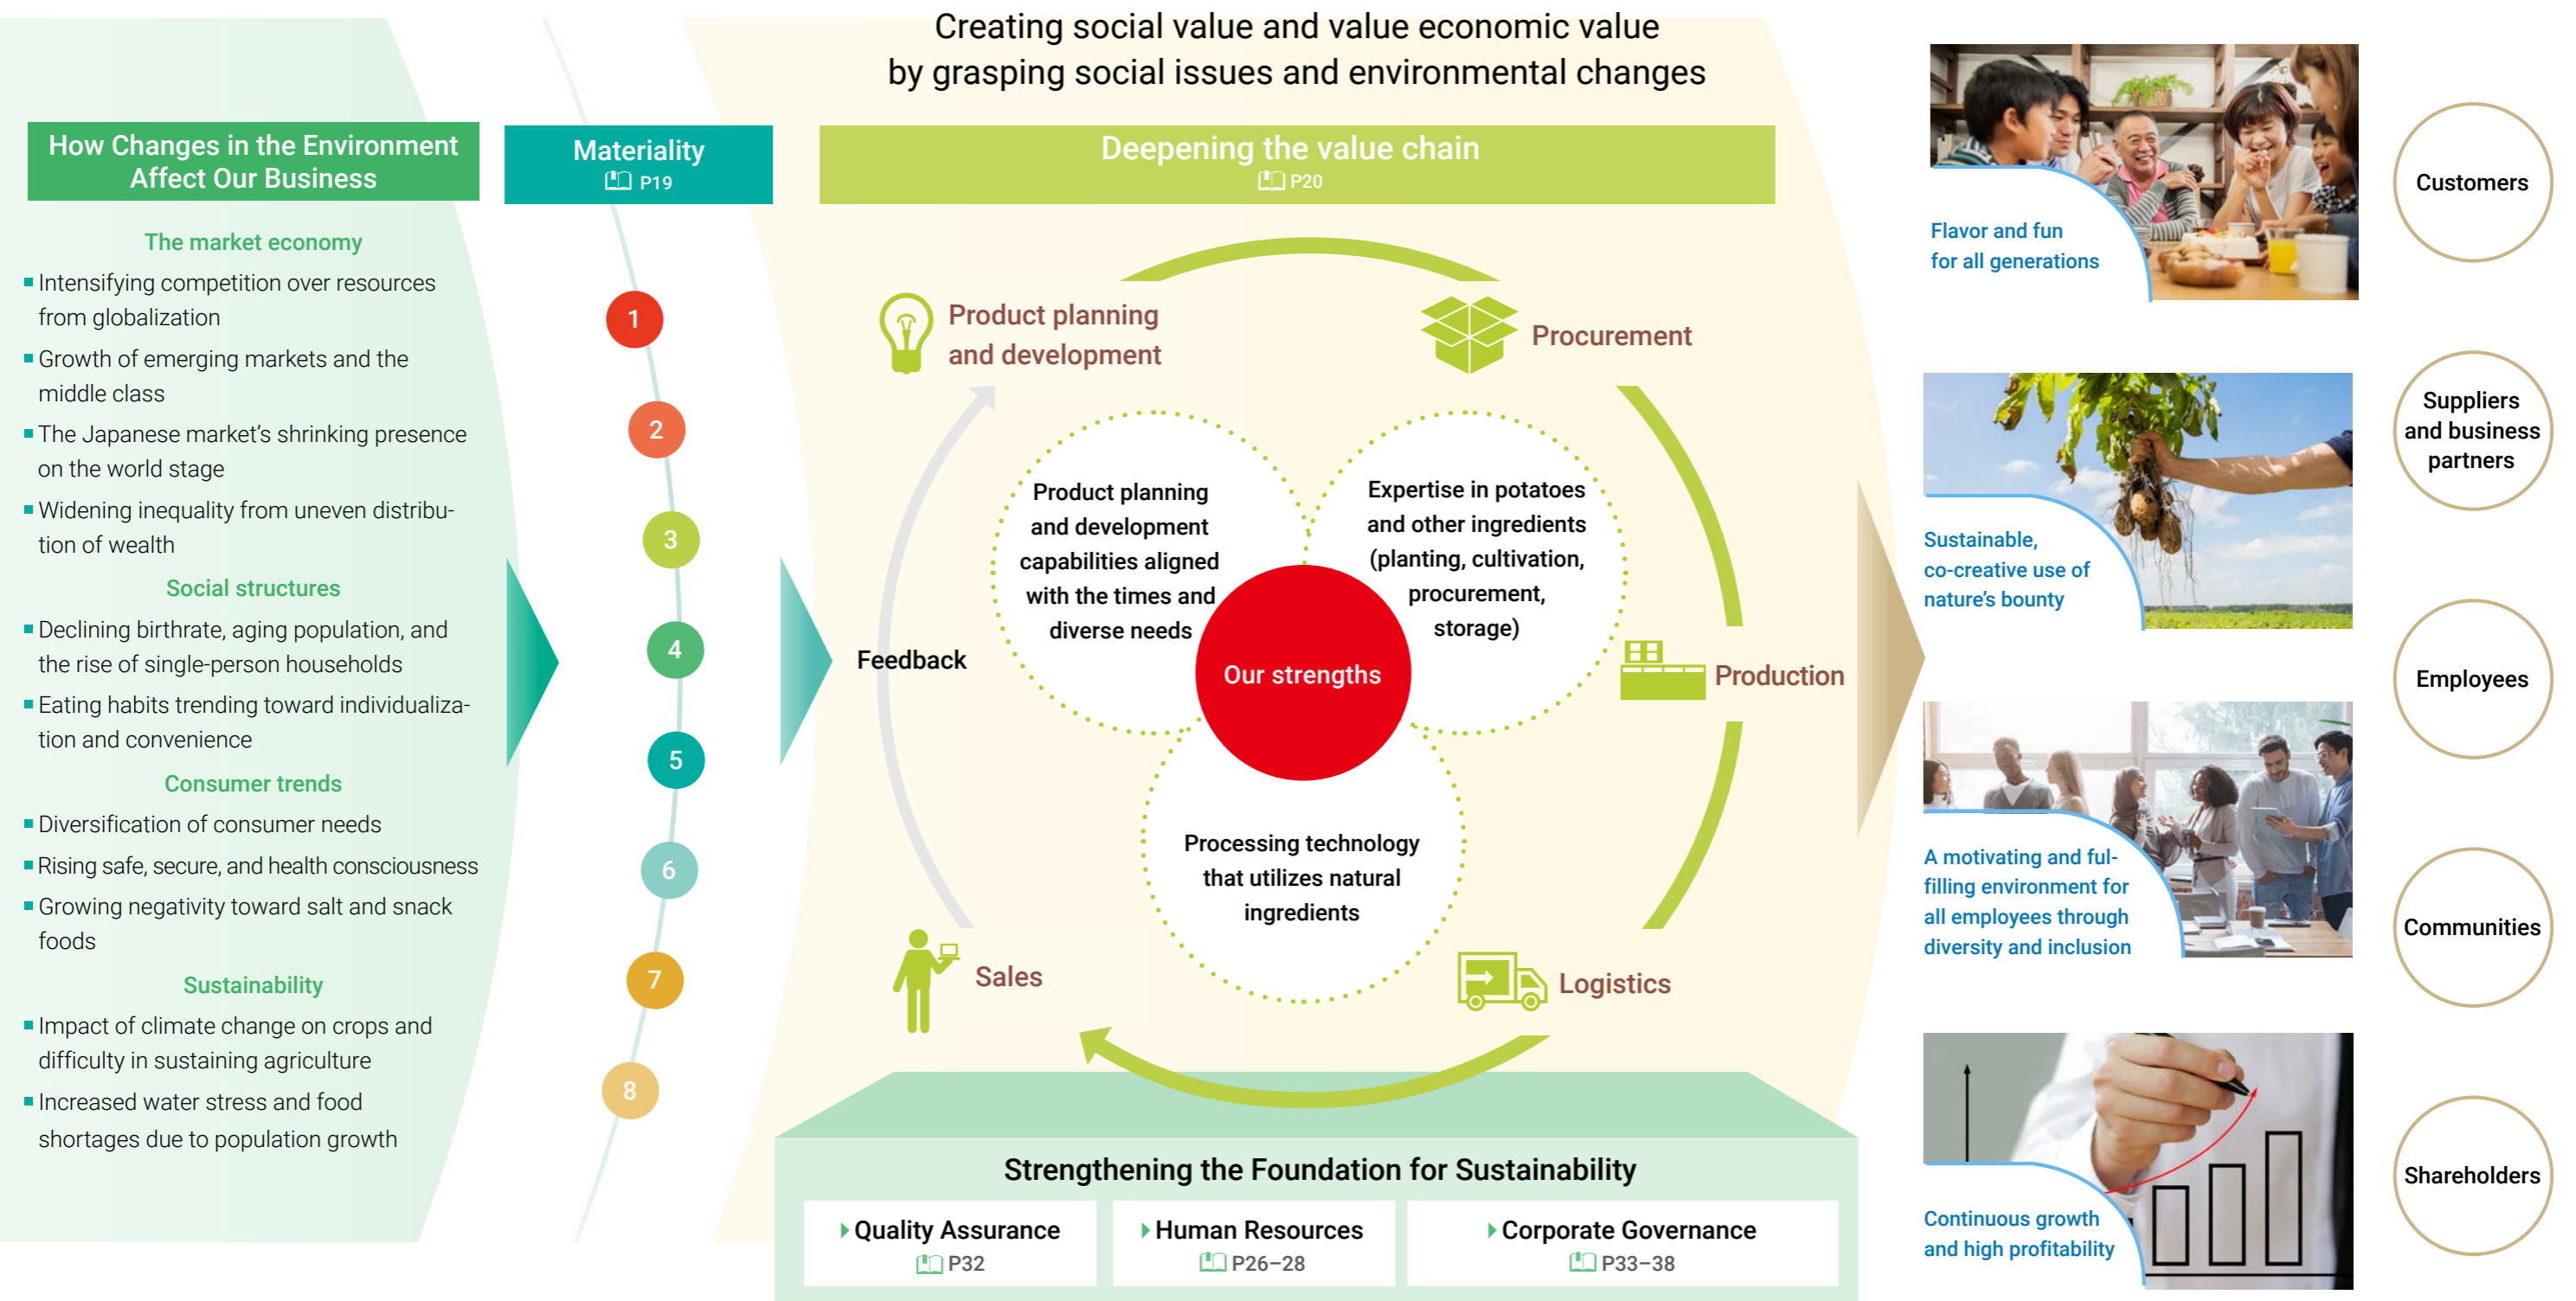 Creating social value and value economic value
by grasping social issues and environmental changes
How Changes in the Environment
Affect Our Business
The market economy
Intensifying competition over resources
from globalization
Growth of emerging markets and the
middle class
The Japanese market's shrinking presence
on the world stage
Widening inequality from uneven distribu-
tion of wealth
Social structures
Declining birthrate, aging population, and
the rise of single-person households
Eating habits trending toward individualiza-
tion and convenience
Consumer trends
Diversification of consumer needs
Rising safe, secure, and health consciousness
Growing negativity toward salt and snack
foods
Sustainability
Impact of climate change on crops and
difficulty in sustaining agriculture
Increased water stress and food
shortages due to population growth
Materiality
P19
1
2
3
4
5
6
7
8
Deepening the value chain
P20
Product planning
and development
Procurement
Production
Logistics
Sales
Feedback
Product planning
and development
capabilities aligned
with the times and
diverse needs
Expertise in potatoes
and other ingredients
(planting, cultivation,
procurement,
storage)
Our strengths
Processing technology
that utilizes natural
ingredients
Strengthening the Foundation for Sustainability
Quality Assurance
P32
Human Resources
P26–28
Corporate Governance
P33–38
Flavor and fun
for all generations
Sustainable,
co-creative use of
nature's bounty
A motivating and ful-
filling environment for
all employees through
diversity and inclusion
Continuous growth
and high profitability
Customers
Suppliers
and business
partners
Employees
Communities
Shareholders